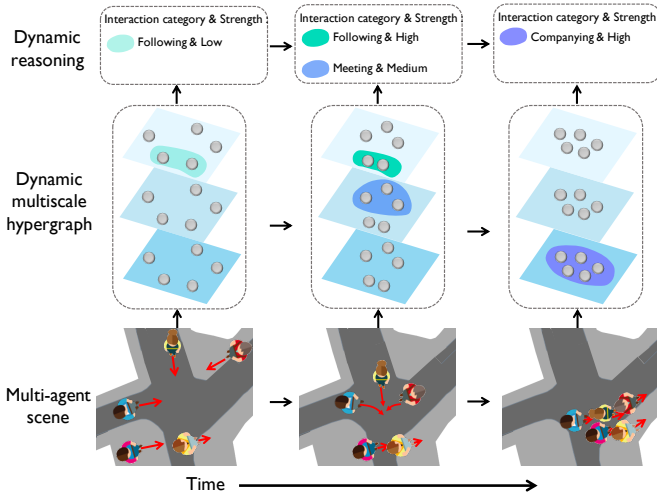 Dynamic
reasoning
Interaction category & Strength
Following & Low
Interaction category & Strength
Following & High
Meeting & Medium
Interaction category & Strength
Companying & High
Dynamic
multiscale
hypergraph
Multi-agent
scene
Time